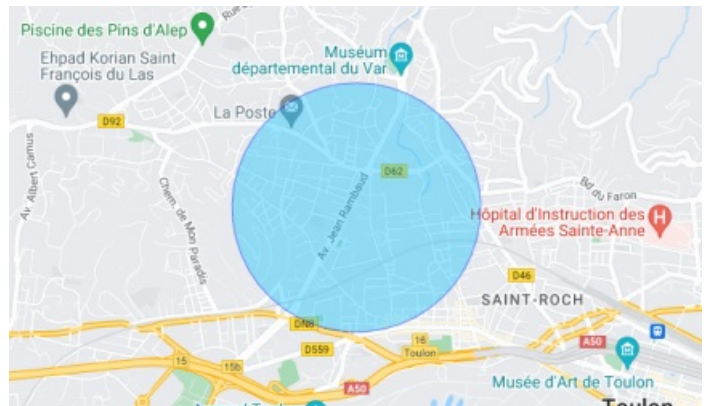 Piscine des Pins d'Alep
Muséum
départemental du Var
Ehpad Korian Saint
François du Las
La Poste
D92
D62
Av. Albert Camus
Chem. de Mon Paradis
Av. Jean Rambaud
Bd du Faron
Hôpital d'Instruction des
Armées Sainte-Anne
H
D46
SAINT-ROCH
DN8
D559
16
Toulon
A50
15
15b
A50
Musée d'Art de Toulon